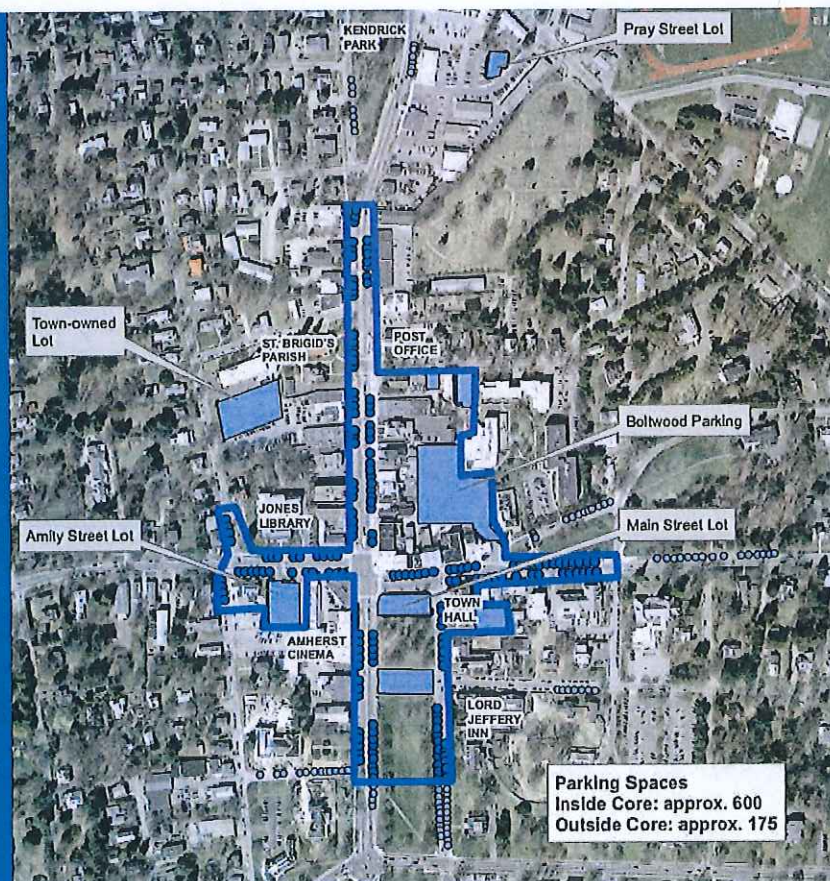 KENDRICK
PARK
Pray Street Lot
Town-owned
Lot
ST. BRIGID'S
PARISH
POST
OFFICE
Boltwood Parking
JONES
LIBRARY
Amity Street Lot
Main Street Lot
TOWN
HALL
AMHERST
CINEMA
LORD
JEFFERY
INN
Parking Spaces
Inside Core: approx. 600
Outside Core: approx. 175